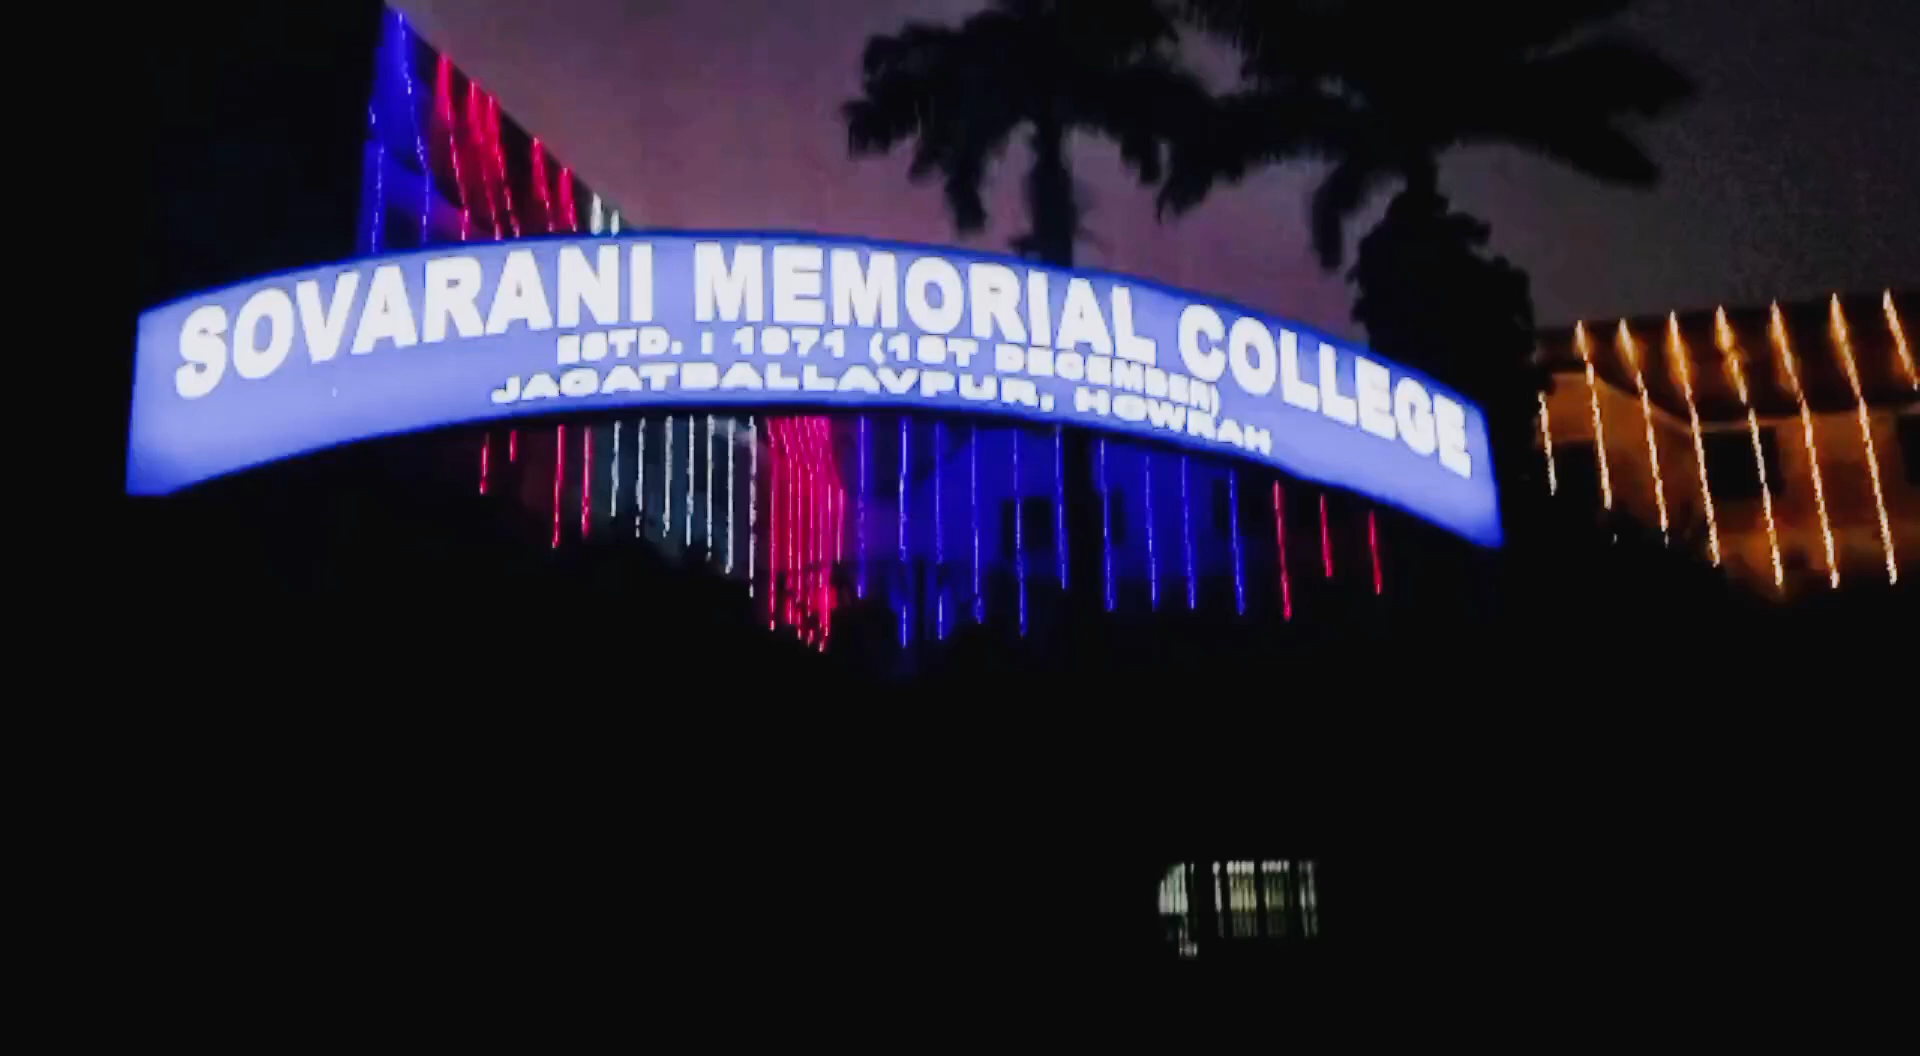 SOVARANI MEMORIAL COLLEGE
ESTD. : 1971 (1ST DECEMBER)
JAGATBALLAVPUR, HOWRAH